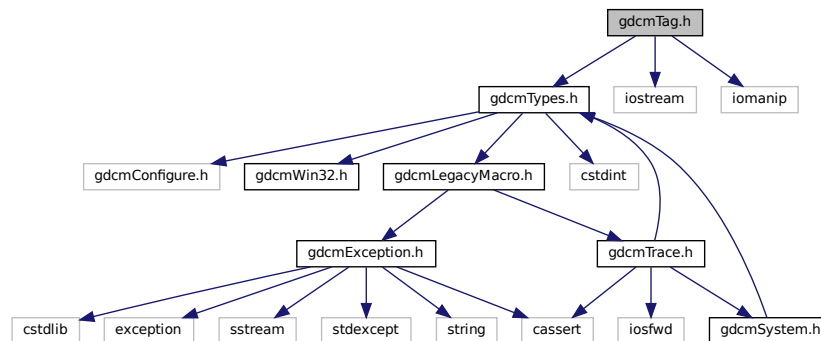 gdcmTag.h
gdcmTypes.h
iostream
iomanip
gdcmConfigure.h
gdcmWin32.h
gdcmLegacyMacro.h
cstdint
gdcmException.h
gdcmTrace.h
cstdlib
exception
sstream
stdexcept
string
cassert
iosfwd
gdcmSystem.h